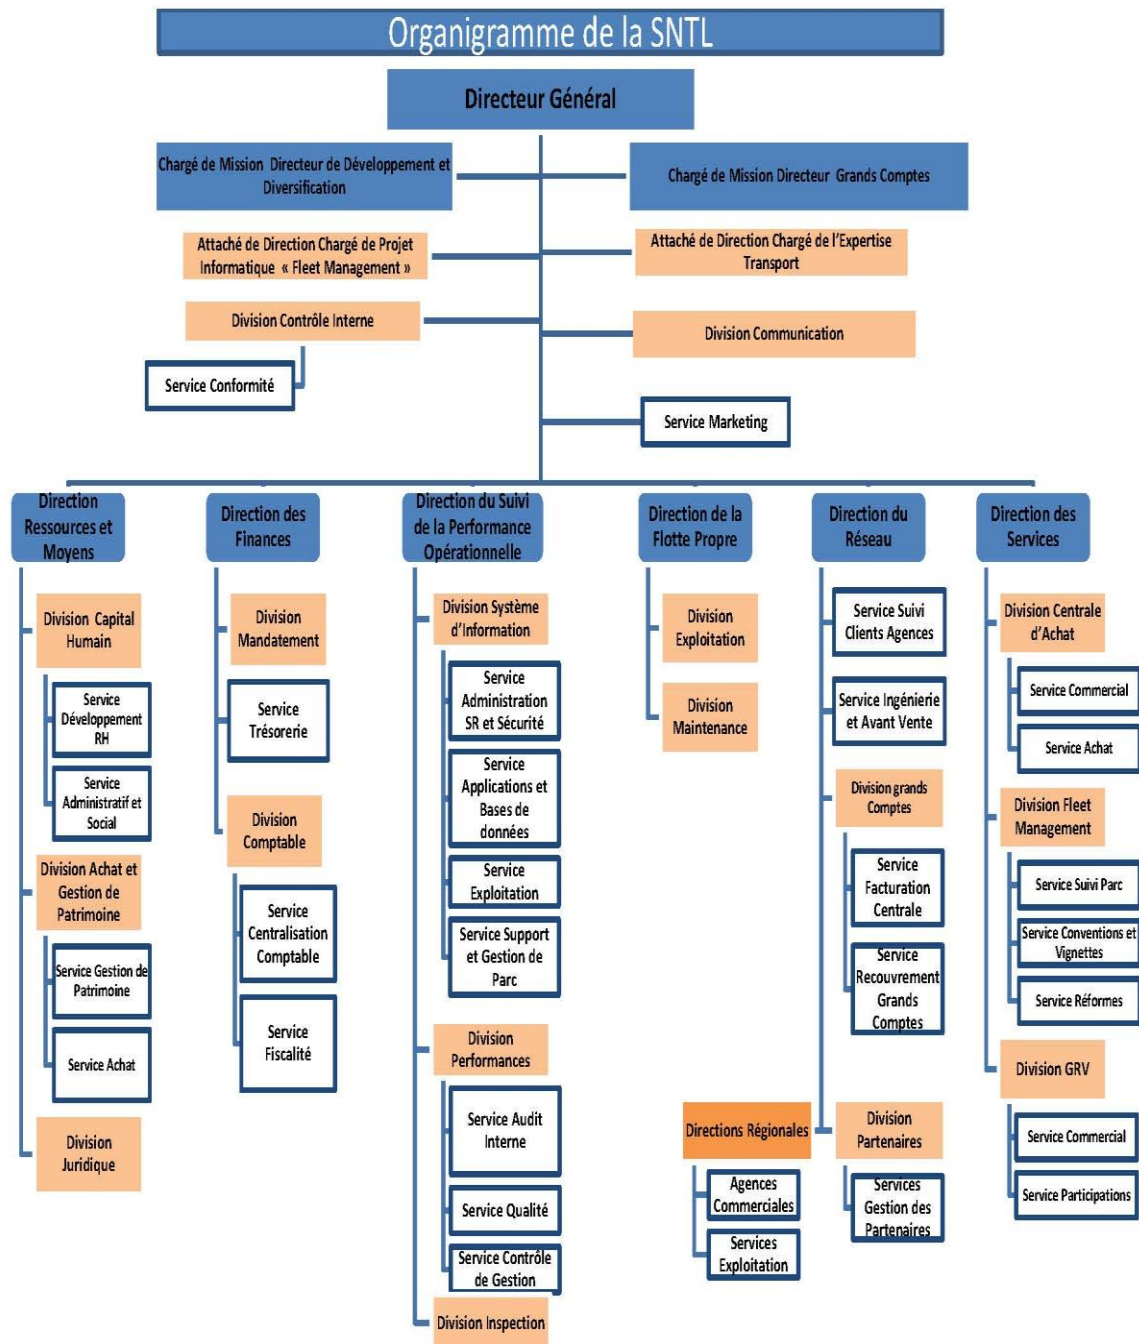 Organigramme de la SNTL
Directeur Général
Chargé de Mission Directeur de Développement et
Diversification
Chargé de Mission Directeur Grands Comptes
Attaché de Direction Chargé de Projet
Informatique « Fleet Management »
Attaché de Direction Chargé de l'Expertise
Transport
Division Contrôle Interne
Division Communication
Service Conformité
Service Marketing
Direction
Ressources et
Moyens
Division Capital
Humain
Service
Développement
RH
Service
Administratif et
Social
Division Achat et
Gestion de
Patrimoine
Service Gestion de
Patrimoine
Service Achat
Division
Juridique
Direction des
Finances
Division
Mandatement
Service
Trésorerie
Division
Comptable
Service
Centralisation
Comptable
Service
Fiscalité
Direction du Suivi
de la Performance
Opérationnelle
Division Système
d'Information
Service
Administration
SR et Sécurité
Service
Applications et
Bases de
données
Service
Exploitation
Service Support
et Gestion de
Parc
Division
Performances
Service Audit
Interne
Service Qualité
Service Contrôle
de Gestion
Division Inspection
Direction de la
Flotte Propre
Division
Exploitation
Division
Maintenance
Direction du
Réseau
Service Suivi
Clients Agences
Service Ingénierie
et Avant Vente
Division grands
Comptes
Service
Facturation
Centrale
Service
Recouvrement
Grands
Comptes
Directions Régionales
Agences
Commerciales
Services
Exploitation
Division
Partenaires
Services
Gestion des
Partenaires
Direction des
Services
Division Centrale
d'Achat
Service Commercial
Service Achat
Division Fleet
Management
Service Suivi Parc
Service Conventions et
Vignettes
Service Réformes
Division GRV
Service Commercial
Service Participations